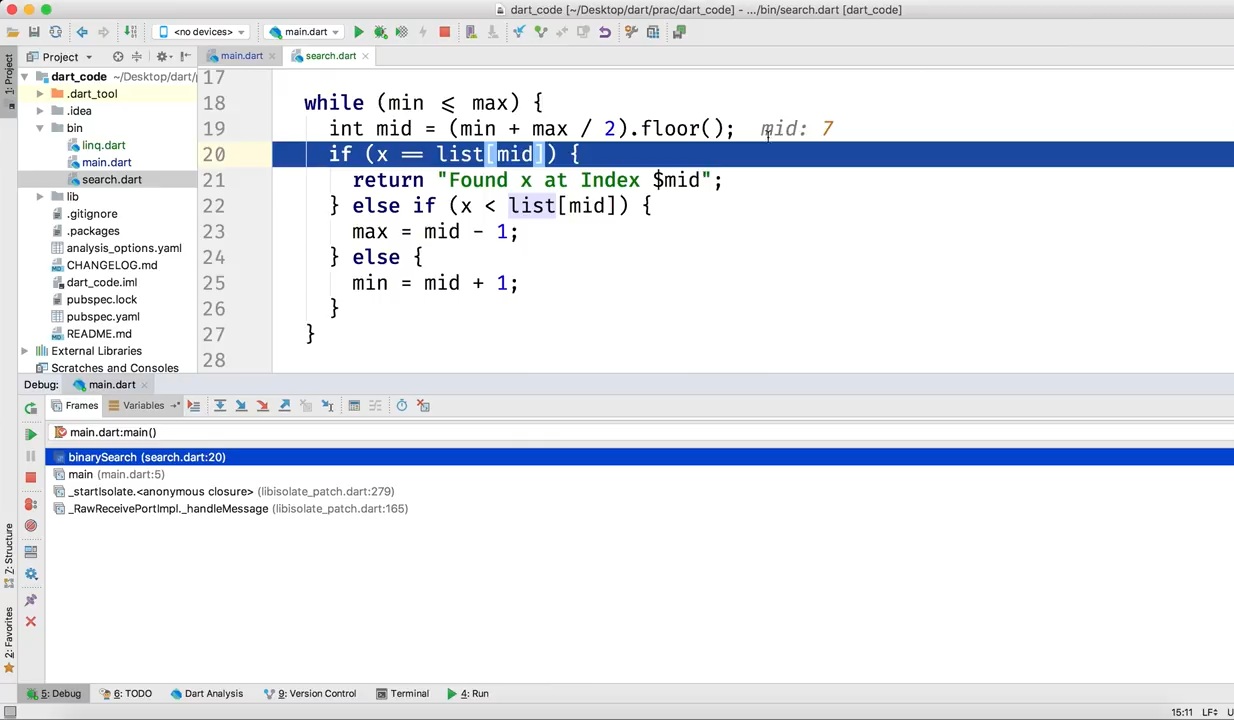 dart_code [~/Desktop/dart/prac/dart_code] - .../bin/search.dart [dart_code]
<no devices> main.dart
1: Project
Project
main.dart search.dart
dart_code ~/Desktop/dart/
.dart_tool
.idea
bin
linq.dart
main.dart
search.dart
lib
.gitignore
.packages
analysis_options.yaml
CHANGELOG.md
dart_code.iml
pubspec.lock
pubspec.yaml
README.md
External Libraries
Scratches and Consoles
17
18 while (min <= max) {
19 int mid = (min + max / 2).floor(); mid: 7
20 if (x == list[mid]) {
21 return "Found x at Index $mid";
22 } else if (x < list[mid]) {
23 max = mid - 1;
24 } else {
25 min = mid + 1;
26 }
27 }
28
Debug: main.dart
Frames Variables
main.dart:main()
binarySearch (search.dart:20)
main (main.dart:5)
_startIsolate.<anonymous closure> (libisolate_patch.dart:279)
_RawReceivePortImpl._handleMessage (libisolate_patch.dart:165)
Z: Structure
2: Favorites
5: Debug 6: TODO Dart Analysis 9: Version Control Terminal 4: Run
15:11 LF÷ U